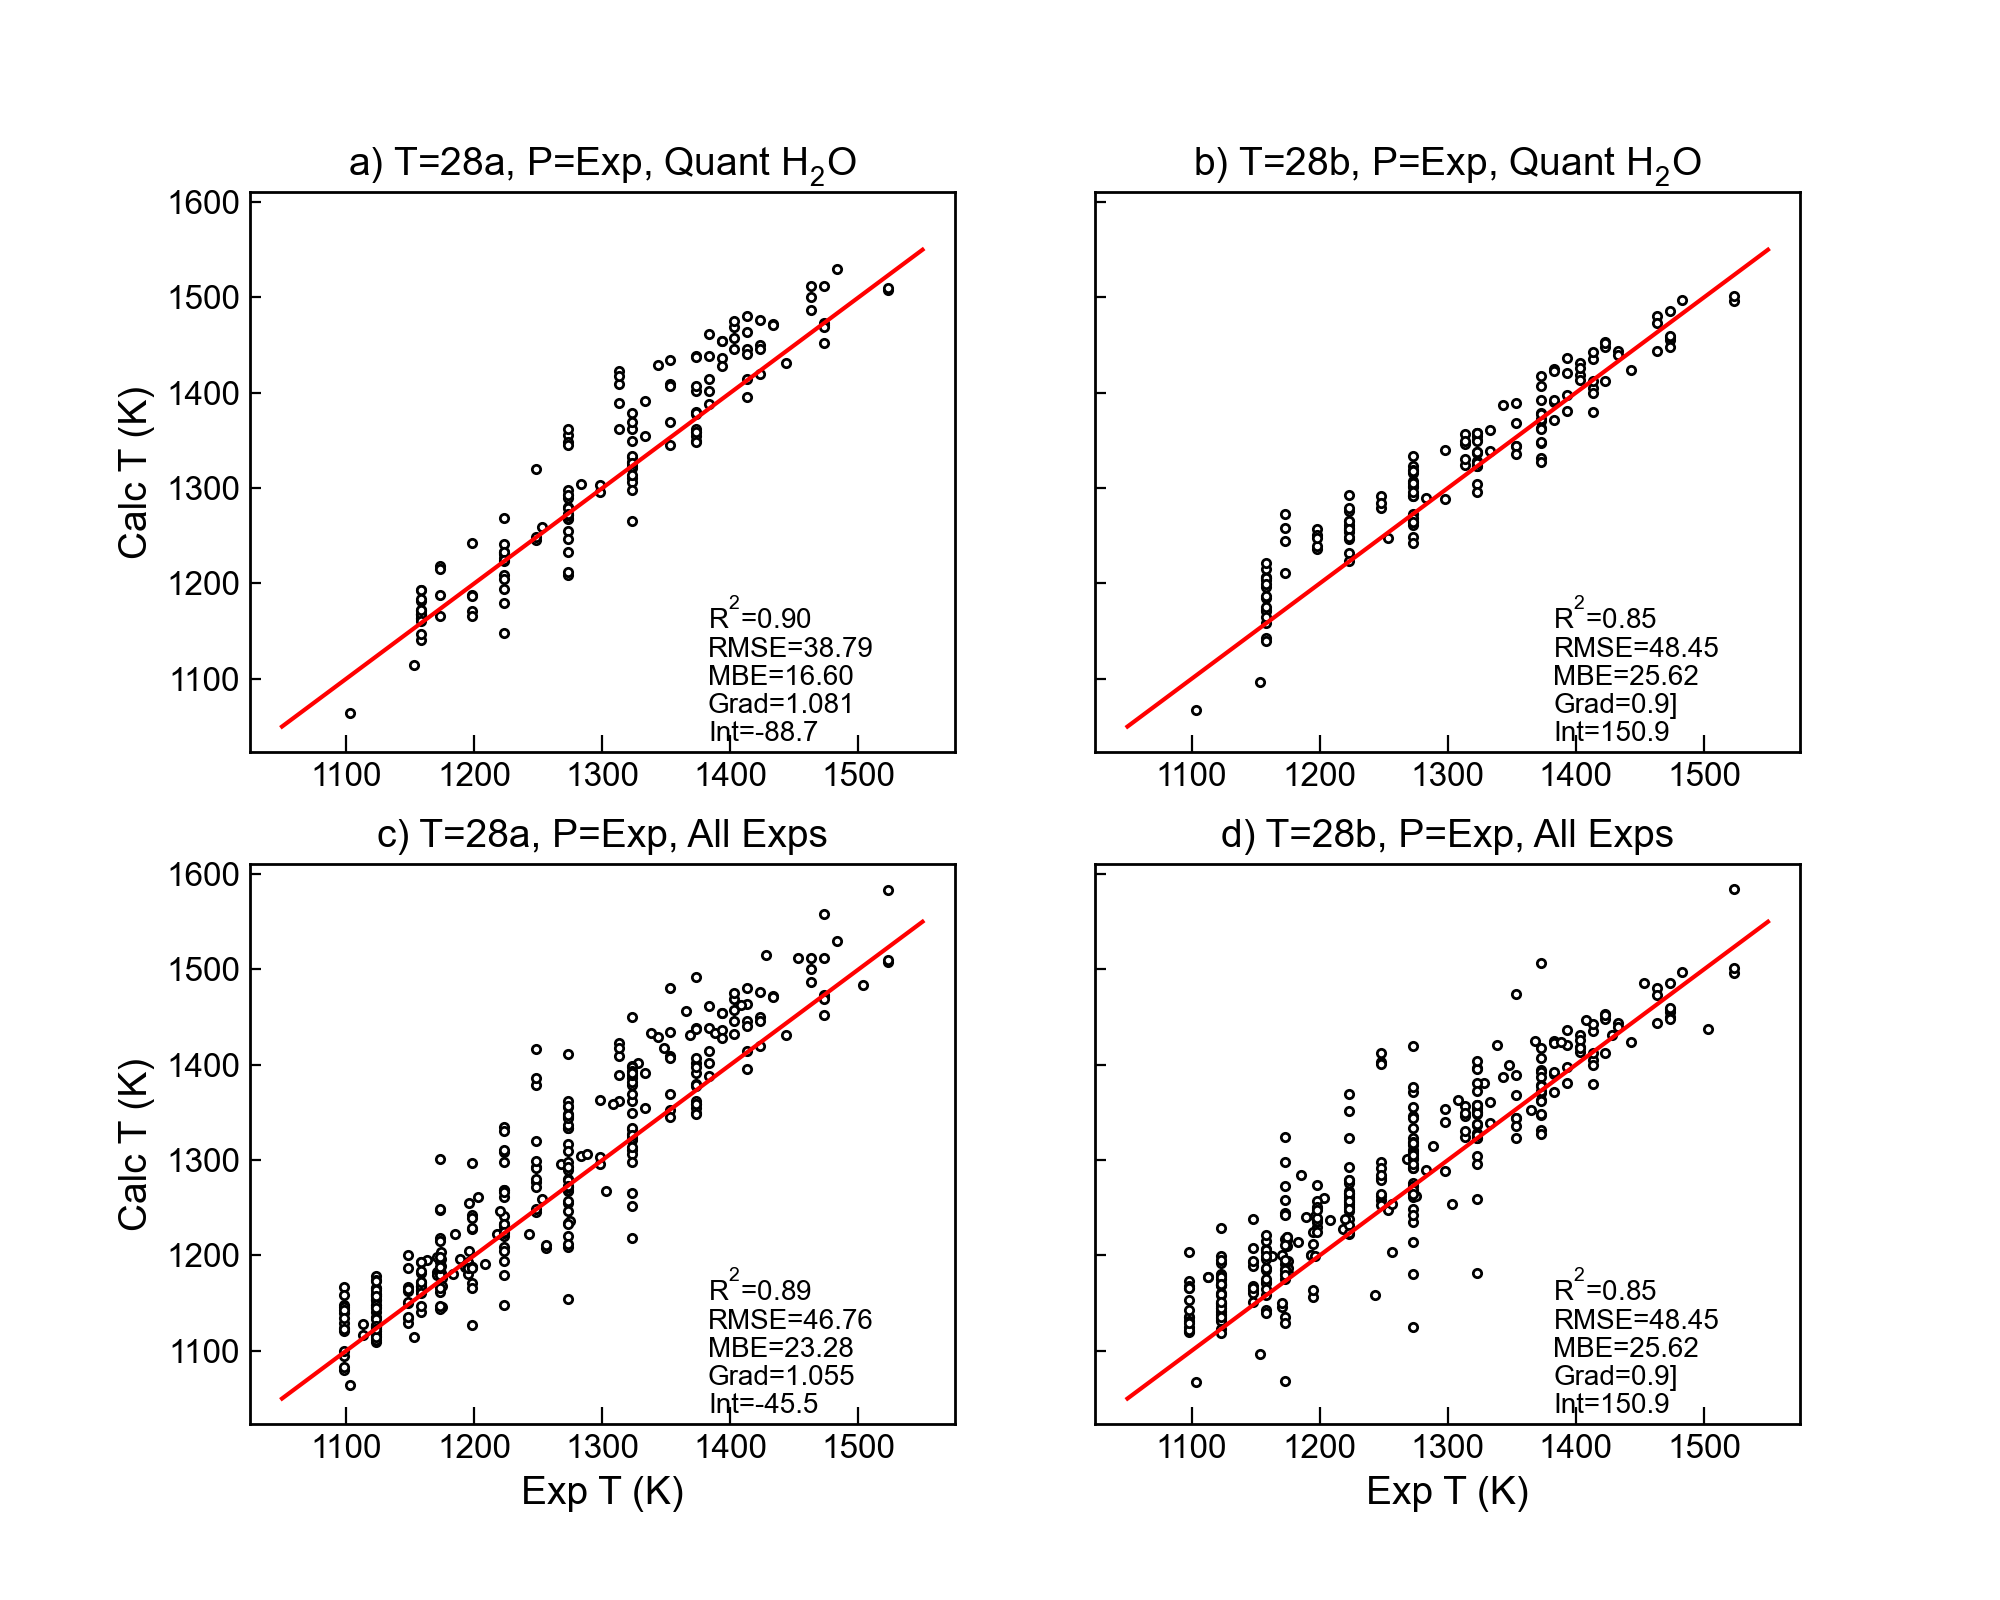 a) T=28a, P=Exp, Quant H₂O
b) T=28b, P=Exp, Quant H₂O
1600
1500
1400
1300
1200
1100
Calc T (K)
R²=0.90
RMSE=38.79
MBE=16.60
Grad=1.081
Int=-88.7
R²=0.85
RMSE=48.45
MBE=25.62
Grad=0.9]
Int=150.9
1100 1200 1300 1400 1500
1100 1200 1300 1400 1500
c) T=28a, P=Exp, All Exps
d) T=28b, P=Exp, All Exps
1600
1500
1400
1300
1200
1100
Calc T (K)
R²=0.89
RMSE=46.76
MBE=23.28
Grad=1.055
Int=-45.5
R²=0.85
RMSE=48.45
MBE=25.62
Grad=0.9]
Int=150.9
1100 1200 1300 1400 1500
1100 1200 1300 1400 1500
Exp T (K)
Exp T (K)